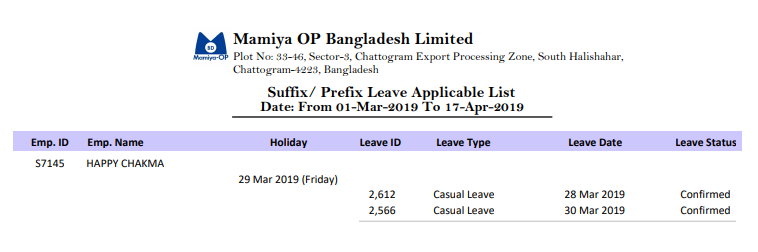 Mamiya OP Bangladesh Limited
BD
Mamiya-OP
Plot No: 33-46, Sector-3, Chattogram Export Processing Zone, South Halishahar,
Chattogram-4223, Bangladesh
Suffix/ Prefix Leave Applicable List
Date: From 01-Mar-2019 To 17-Apr-2019
Emp. ID Emp. Name Holiday Leave ID Leave Type Leave Date Leave Status
S7145 HAPPY CHAKMA
29 Mar 2019 (Friday)
2,612 Casual Leave 28 Mar 2019 Confirmed
2,566 Casual Leave 30 Mar 2019 Confirmed